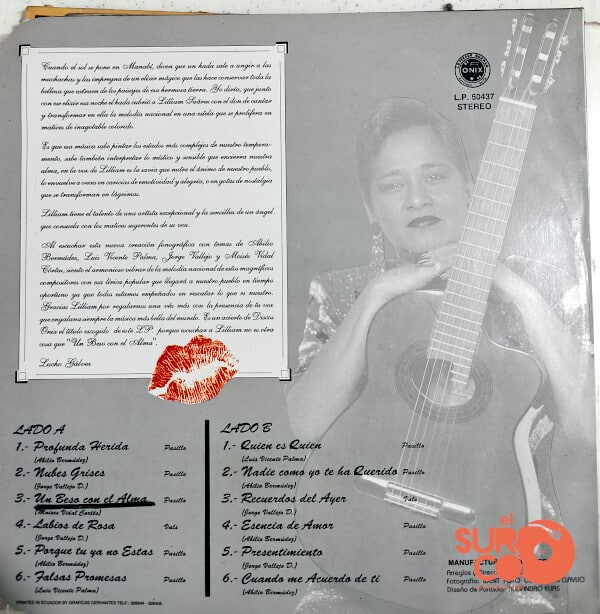 Cuando el sol se pone en Manabí, dicen que un hada sale a ungir a las
muchachas y las impregna de un elixir mágico que las hace conservar toda la
belleza que extraen de los paisajes de sus hermosa tierra. Yo diría, que junto
con ese elixir esa noche el hada cubrió a Lilliam Suárez con el don de cantar
y transformar en ella la melodía nacional en una estela que se prolifera en
matices de inagotable colorido.
Es que esa música sabe pintar los estados más complejos de nuestro tempera-
mento, sabe también interpretar lo místico y sensible que encierra nuestra
alma, en la voz de Lilliam es la savia que nutre el ánimo de nuestro pueblo,
lo envuelve a veces en caricias de emotividad y alegría, o en gotas de nostalgia
que se transforman en lágrimas.
Lilliam tiene el talento de una artista excepcional y la sencillez de un ángel
que consuela con los matices sugerentes de su voz.
Al escuchar esta nueva creación fonográfica con temas de Abilio
Bermúdez, Luis Vicente Palma, Jorge Vallejo y Moisés Vidal
Córtes, siento el armonioso vibrar de la melodía nacional de estos magníficos
compositores con sus lírica popular que llegará a nuestro pueblo en tiempo
oportuno ya que todos estamos empeñados en rescatar lo que es nuestro.
Gracias Lilliam por regalarnos una vés más con la presencia de tu voz
que engalana siempre la música más bella del mundo. Es un acierto de Discos
Onix el título escogido de este L.P. porque escuchar a Lilliam no es otra
cosa que "Un Beso con el Alma".
Lucho Gálvez
ONIX
L.P. 50437
STEREO
LADO A
1.- Profunda Herida Pasillo
(Abilio Bermúdez)
2.- Nubes Grises Pasillo
(Jorge Vallejo D.)
3.- Un Beso con el Alma Pasillo
(Moises Vidal Cortés)
4.- Labios de Rosa Vals
(Jorge Vallejo D.)
5.- Porque tu ya no Estas Pasillo
(Abilio Bermúdez)
6.- Falsas Promesas Pasillo
(Luis Vicente Palma)
LADO B
1.- Quien es Quien Pasillo
(Luis Vicente Palma)
2.- Nadie como yo te ha Querido Pasillo
(Abilio Bermúdez)
3.- Recuerdos del Ayer Vals
(Jorge Vallejo D.)
4.- Esencia de Amor Pasillo
(Abilio Bermúdez)
5.- Presentimiento Pasillo
(Jorge Vallejo D.)
6.- Cuando me Acuerdo de ti Pasillo
(Abilio Bermúdez)
el
SUR
Diseño de Portada:
PRINTED IN ECUADOR BY GRAFICAS CERVANTES TELF.: